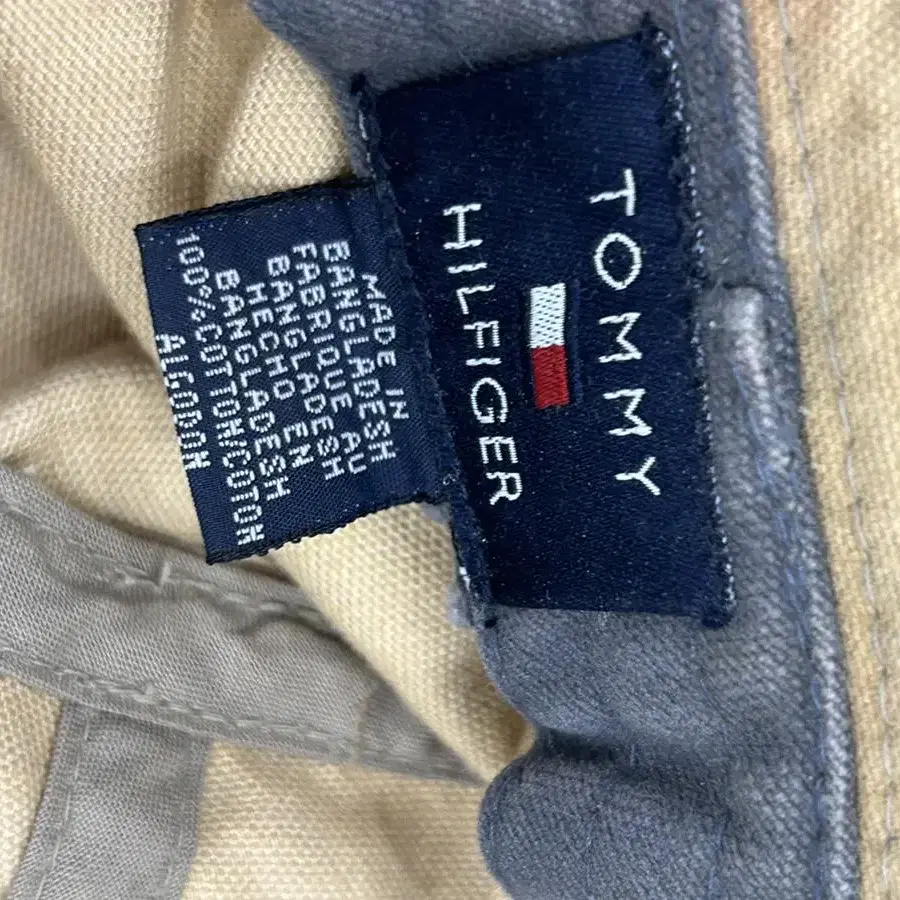 TOMMY
HILFIGER
MADE IN
BANGLADESH
FABRIQUE AU
BANGLADESH
HECHO EN
BANGLADESH
100%COTTON/COTON
ALGODON